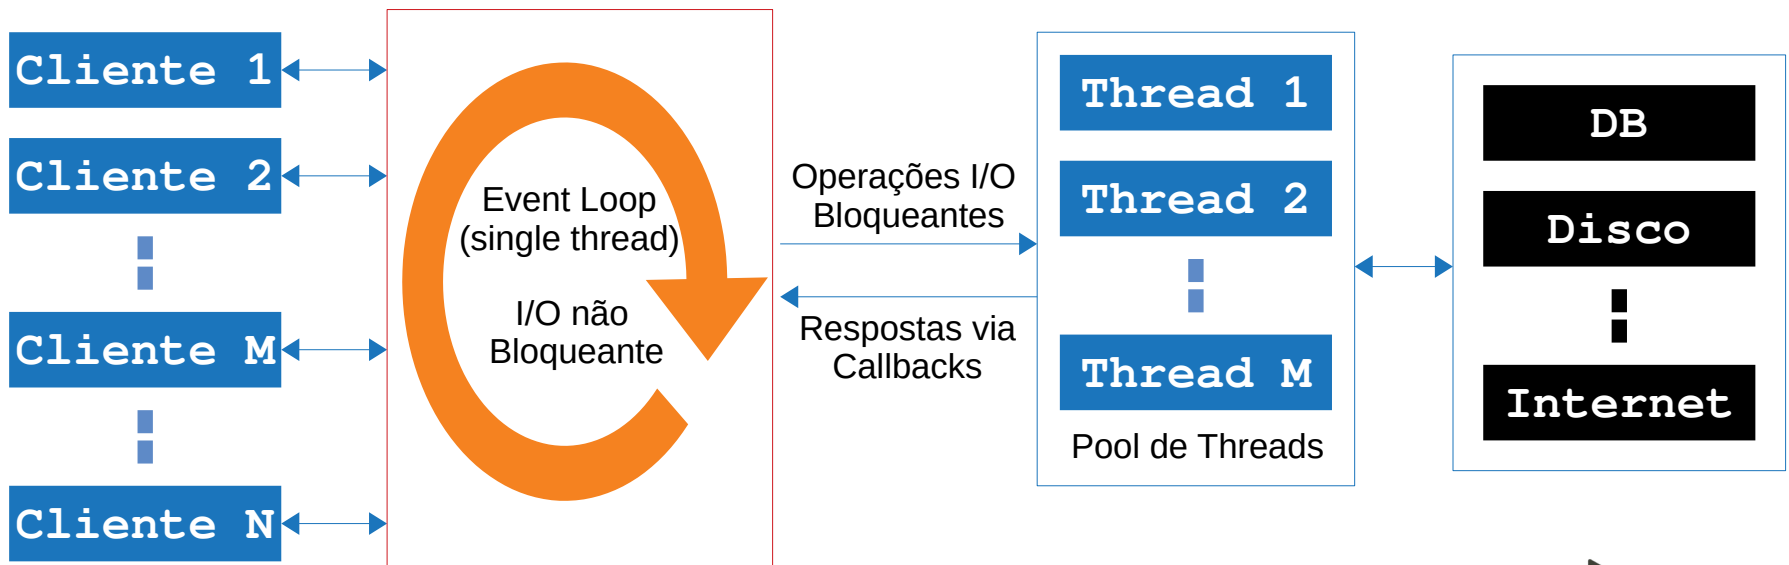 Cliente 1
Cliente 2
Cliente M
Cliente N
Event Loop
(single thread)
I/O não
Bloqueante
Operações I/O
Bloqueantes
Respostas via
Callbacks
Thread 1
Thread 2
Thread M
Pool de Threads
DB
Disco
Internet